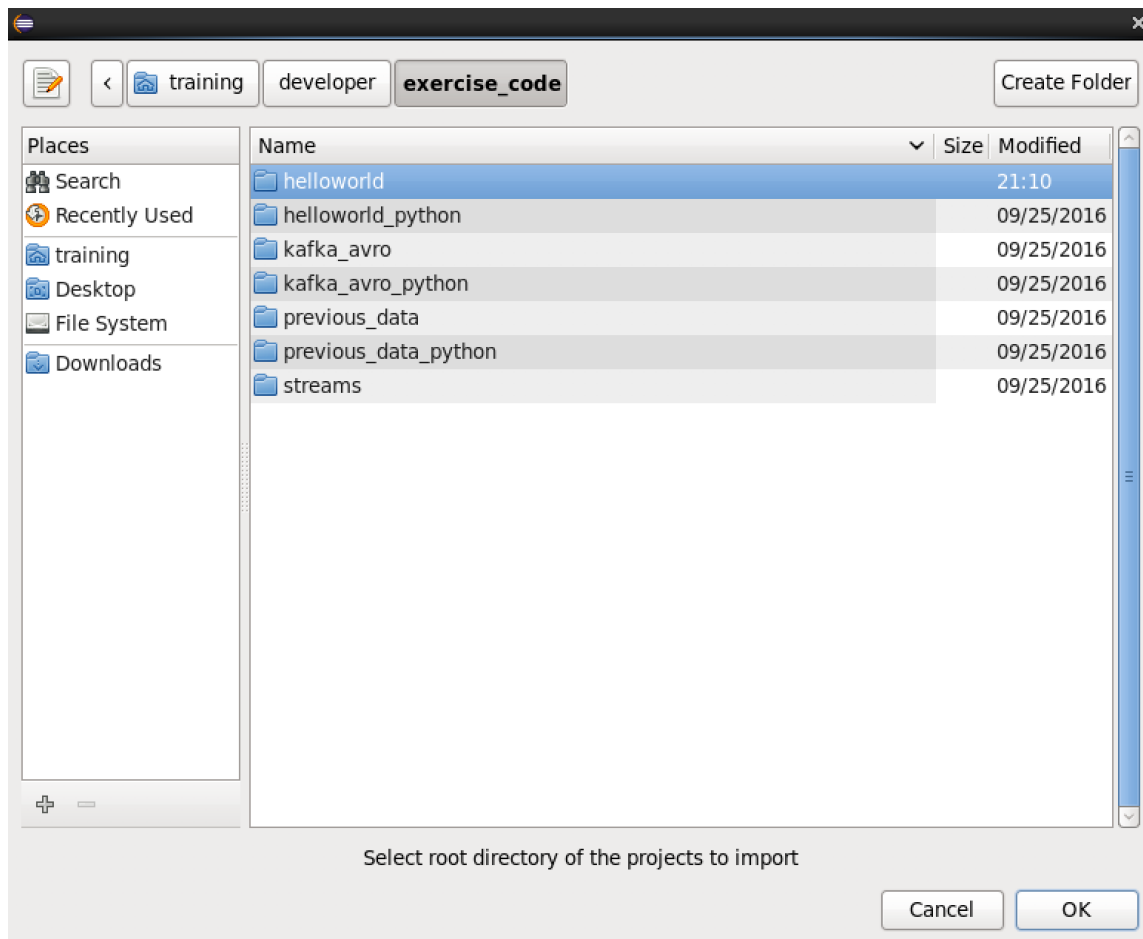 training developer exercise_code Create Folder
Places
Search
Recently Used
training
Desktop
File System
Downloads
Name Size Modified
helloworld 21:10
helloworld_python 09/25/2016
kafka_avro 09/25/2016
kafka_avro_python 09/25/2016
previous_data 09/25/2016
previous_data_python 09/25/2016
streams 09/25/2016
Select root directory of the projects to import
Cancel OK